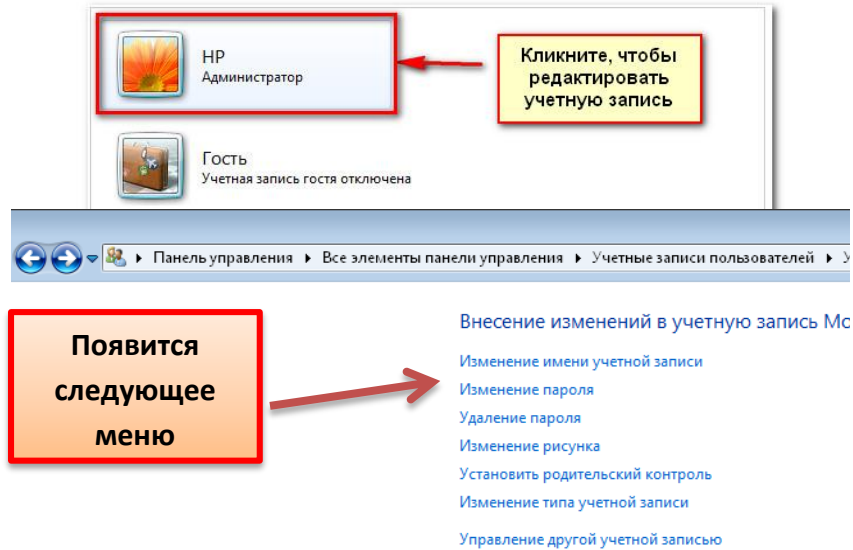 HP
Администратор
Кликните, чтобы
редактировать
учетную запись
Гость
Учетная запись гостя отключена
Панель управления ▸ Все элементы панели управления ▸ Учетные записи пользователей ▸ У
Появится
следующее
меню
Внесение изменений в учетную запись Мо
Изменение имени учетной записи
Изменение пароля
Удаление пароля
Изменение рисунка
Установить родительский контроль
Изменение типа учетной записи
Управление другой учетной записью